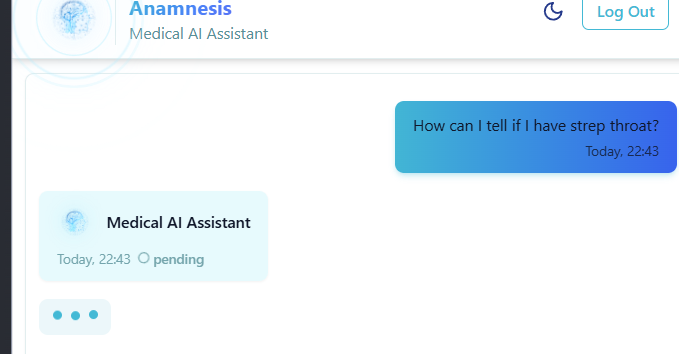 Anamnesis
Medical AI Assistant
Log Out
How can I tell if I have strep throat?
Today, 22:43
Medical AI Assistant
Today, 22:43 pending